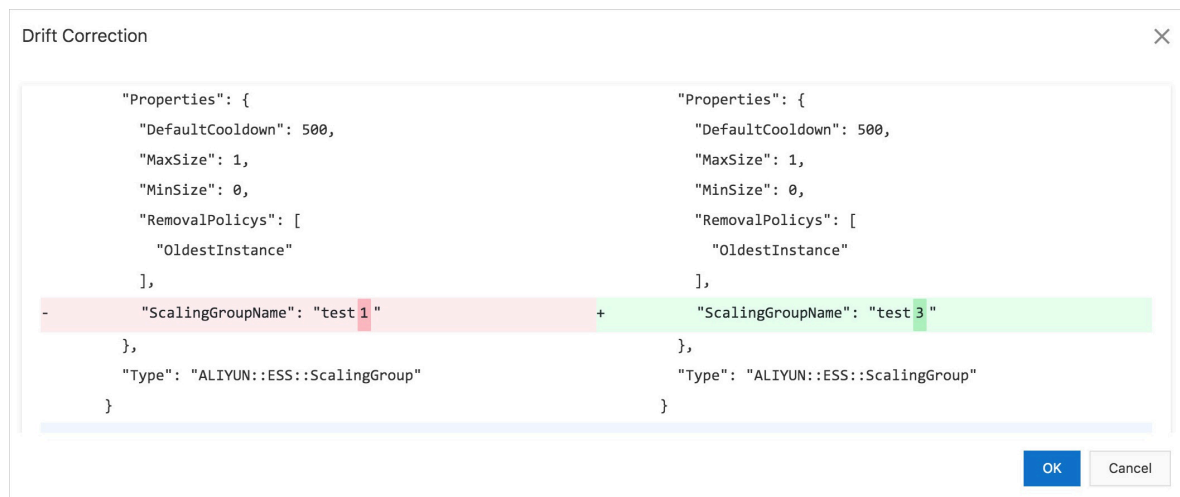 Drift Correction
"Properties": {
"DefaultCooldown": 500,
"MaxSize": 1,
"MinSize": 0,
"RemovalPolicys": [
"OldestInstance"
],
- "ScalingGroupName": "test1"
},
"Type": "ALIYUN::ESS::ScalingGroup"
}
"Properties": {
"DefaultCooldown": 500,
"MaxSize": 1,
"MinSize": 0,
"RemovalPolicys": [
"OldestInstance"
],
+ "ScalingGroupName": "test3"
},
"Type": "ALIYUN::ESS::ScalingGroup"
}
OK
Cancel